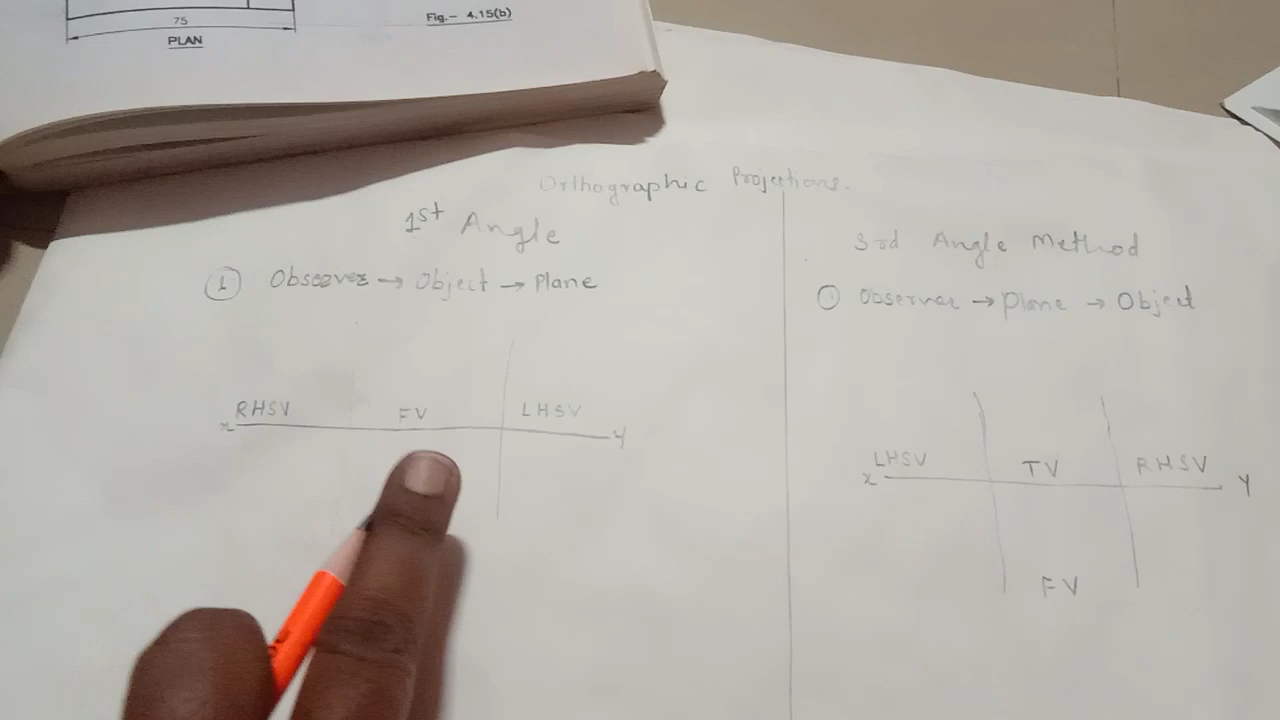 75
PLAN
Fig.- 4.15(b)
Orthographic Projections.
1st Angle
① Observer → Object → Plane
RHSV FV LHSV
x y
3rd Angle Method
① Observer → Plane → Object
LHSV TV RHSV
x y
FV